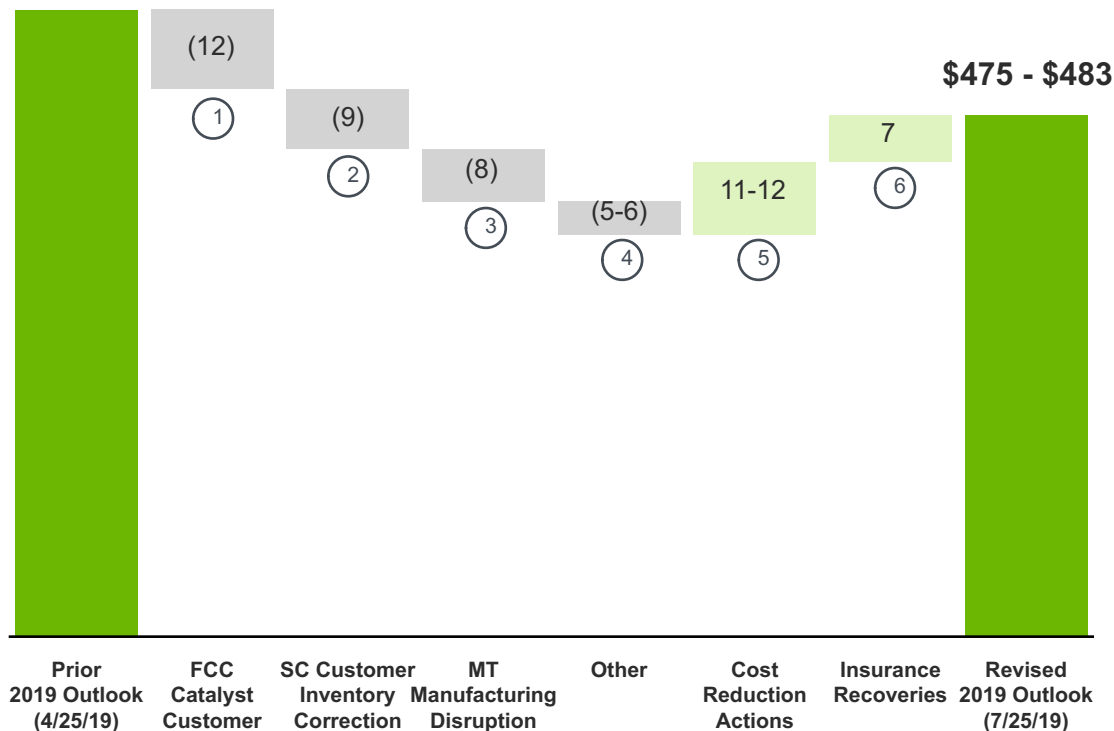 (12)
$475 - $483
1
(9)
7
2
(8)
11-12
6
3
(5-6)
4
5
Prior
2019 Outlook
(4/25/19)
FCC
Catalyst
Customer
SC Customer
Inventory
Correction
MT
Manufacturing
Disruption
Other
Cost
Reduction
Actions
Insurance
Recoveries
Revised
2019 Outlook
(7/25/19)